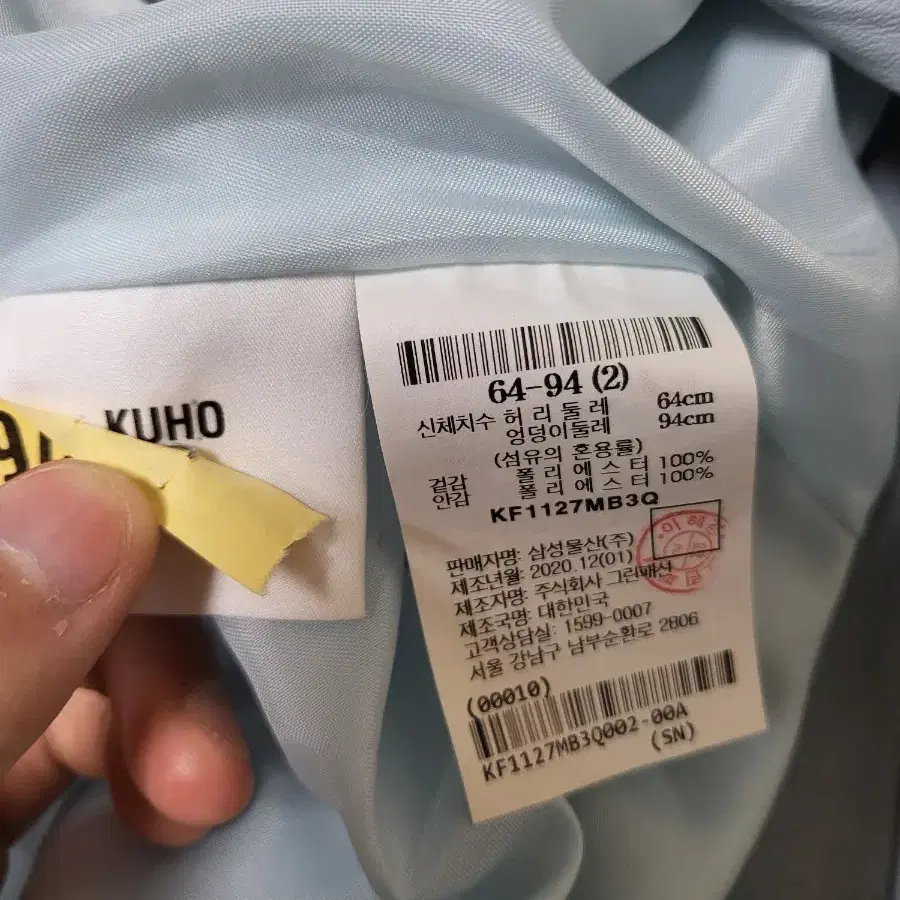 KUHO
64-94 (2)
신체치수 허 리 둘 레 64cm
엉덩이둘레 94cm
(섬유의 혼용률)
겉감 폴 리 에 스 터 100%
안감 폴 리 에 스 터 100%
KF1127MB3Q
판매자명: 삼성물산(주)
제조년월: 2020.12(01)
제조자명: 주식회사 그린패션
제조국명: 대한민국
고객상담실: 1599-0007
서울 강남구 남부순환로 2806
(00010)
KF1127MB3Q002-00A
(SN)